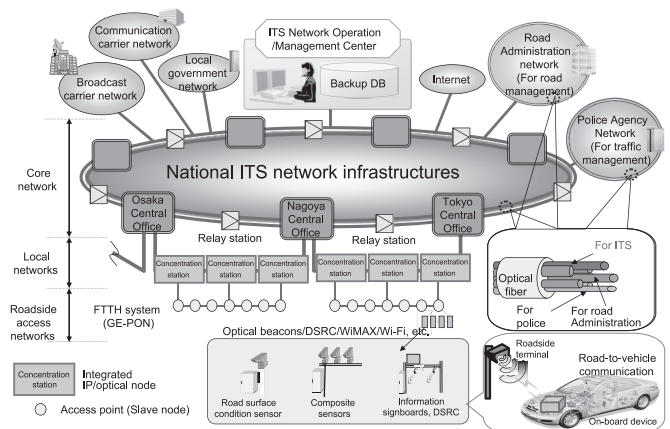 Communication
carrier network
Broadcast
carrier network
Local
government
network
ITS Network Operation
/Management Center
Backup DB
Internet
Road
Administration
network
(For road
management)
Police Agency
Network
(For traffic
management)
Core
network
National ITS network infrastructures
Osaka
Central
Office
Nagoya
Central
Office
Tokyo
Central
Office
Relay station
Relay station
Local
networks
Concentration
station
Concentration
station
Concentration
station
Concentration
station
Concentration
station
Concentration
station
For ITS
Optical
fiber
For
police
For road
Administration
Roadside
access
networks
FTTH system
(GE-PON)
Optical beacons/DSRC/WiMAX/Wi-Fi, etc.
Road surface
condition sensor
Composite
sensors
Information
signboards, DSRC
Roadside
terminal
Road-to-vehicle
communication
On-board device
Concentration
station
Integrated
IP/optical node
Access point (Slave node)